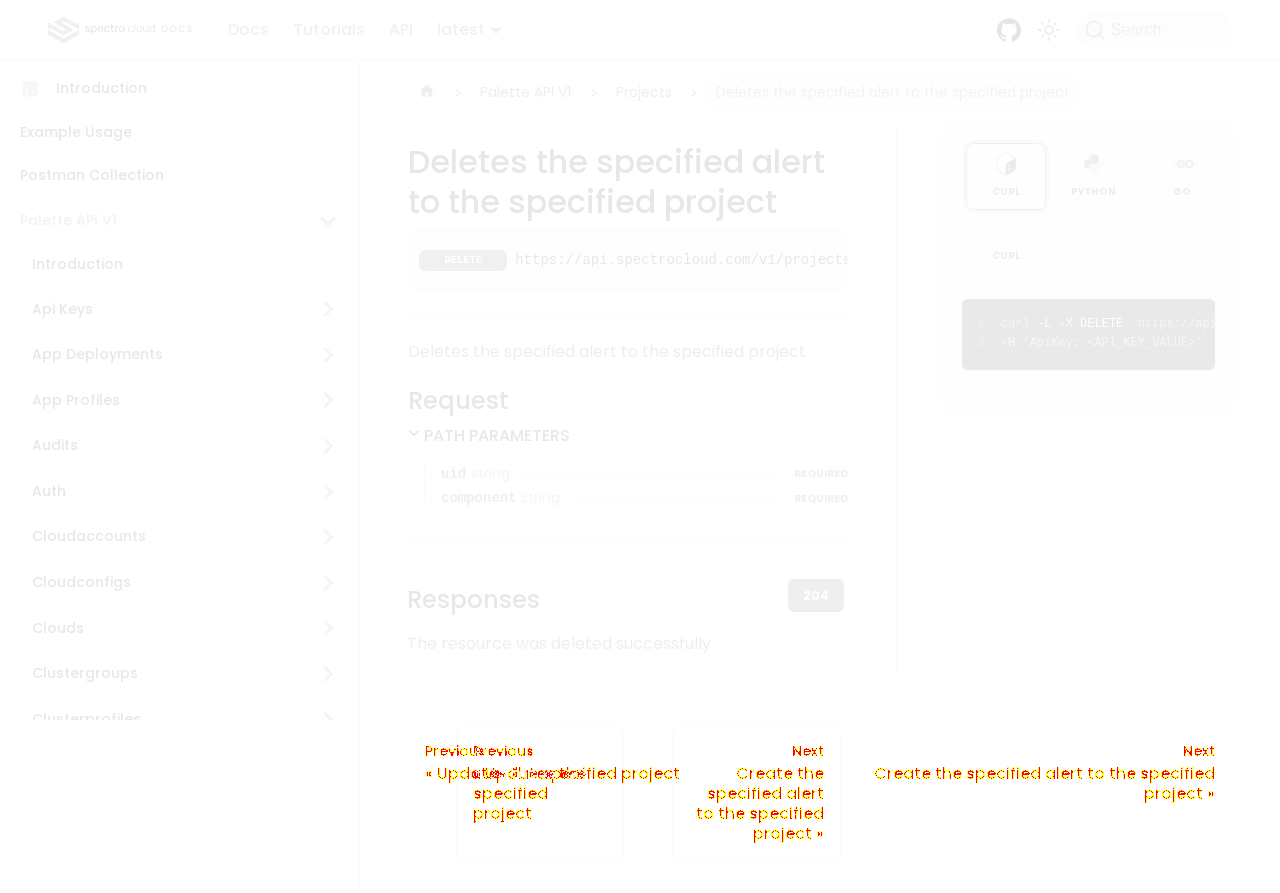 spectro cloud DOCS Docs Tutorials API latest Search
Introduction
Example Usage
Postman Collection
Palette API V1
Introduction
Api Keys
App Deployments
App Profiles
Audits
Auth
Cloudaccounts
Cloudconfigs
Clouds
Clustergroups
Clusterprofiles
Palette API V1 › Projects › Deletes the specified alert to the specified project
Deletes the specified alert
to the specified project
DELETE https://api.spectrocloud.com/v1/projects
Deletes the specified alert to the specified project
Request
PATH PARAMETERS
uid string REQUIRED
component string REQUIRED
Responses
204
The resource was deleted successfully
CURL PYTHON GO
CURL
1 curl -L -X DELETE 'https://api
2 -H 'ApiKey: <API_KEY_VALUE>'
Previous
Previous
specified project
specified
project
Next
Create the
specified alert
to the specified
project »
Next
Create the specified alert to the specified
project »